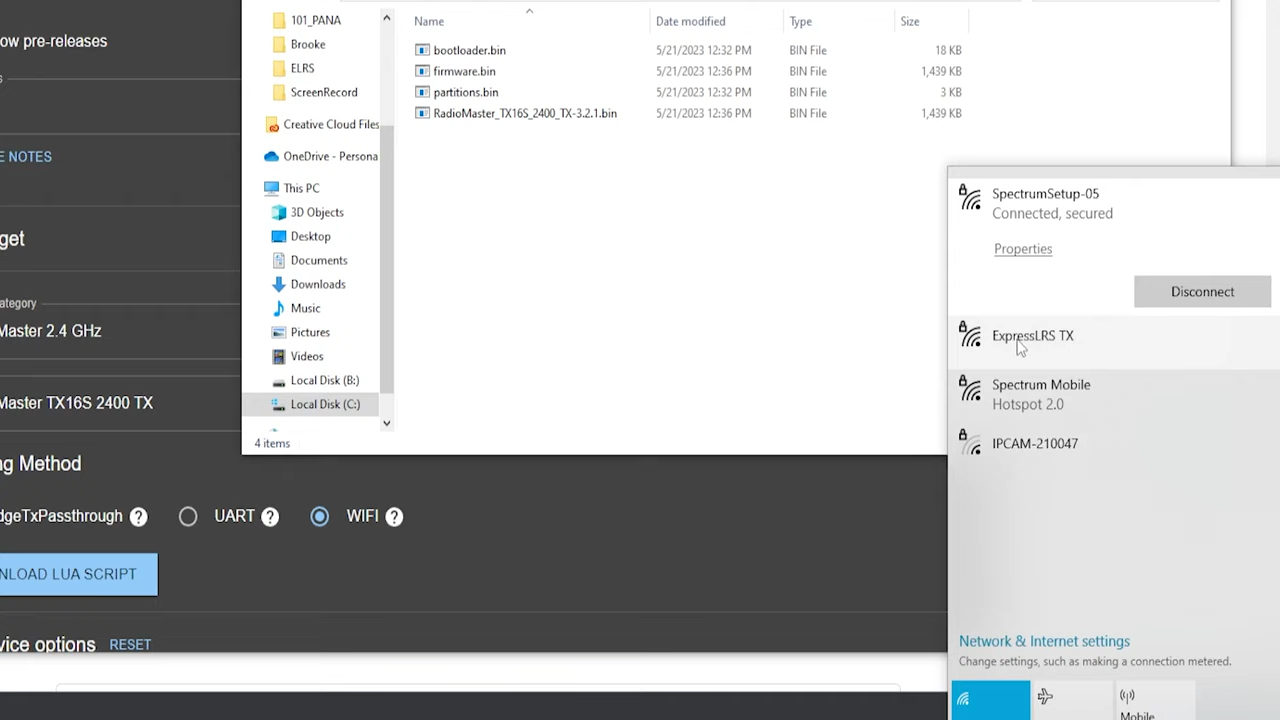 ow pre-releases
s
E NOTES
get
ategory
Master 2.4 GHz
Master TX16S 2400 TX
ng Method
dgeTxPassthrough ? UART ? WIFI ?
NLOAD LUA SCRIPT
vice options RESET
101_PANA
Brooke
ELRS
ScreenRecord
Creative Cloud Files
OneDrive - Persona
This PC
3D Objects
Desktop
Documents
Downloads
Music
Pictures
Videos
Local Disk (B:)
Local Disk (C:)
4 items
Name Date modified Type Size
bootloader.bin 5/21/2023 12:32 PM BIN File 18 KB
firmware.bin 5/21/2023 12:36 PM BIN File 1,439 KB
partitions.bin 5/21/2023 12:32 PM BIN File 3 KB
RadioMaster_TX16S_2400_TX-3.2.1.bin 5/21/2023 12:36 PM BIN File 1,439 KB
SpectrumSetup-05
Connected, secured
Properties
Disconnect
ExpressLRS TX
Spectrum Mobile
Hotspot 2.0
IPCAM-210047
Network & Internet settings
Change settings, such as making a connection metered.
Mobile